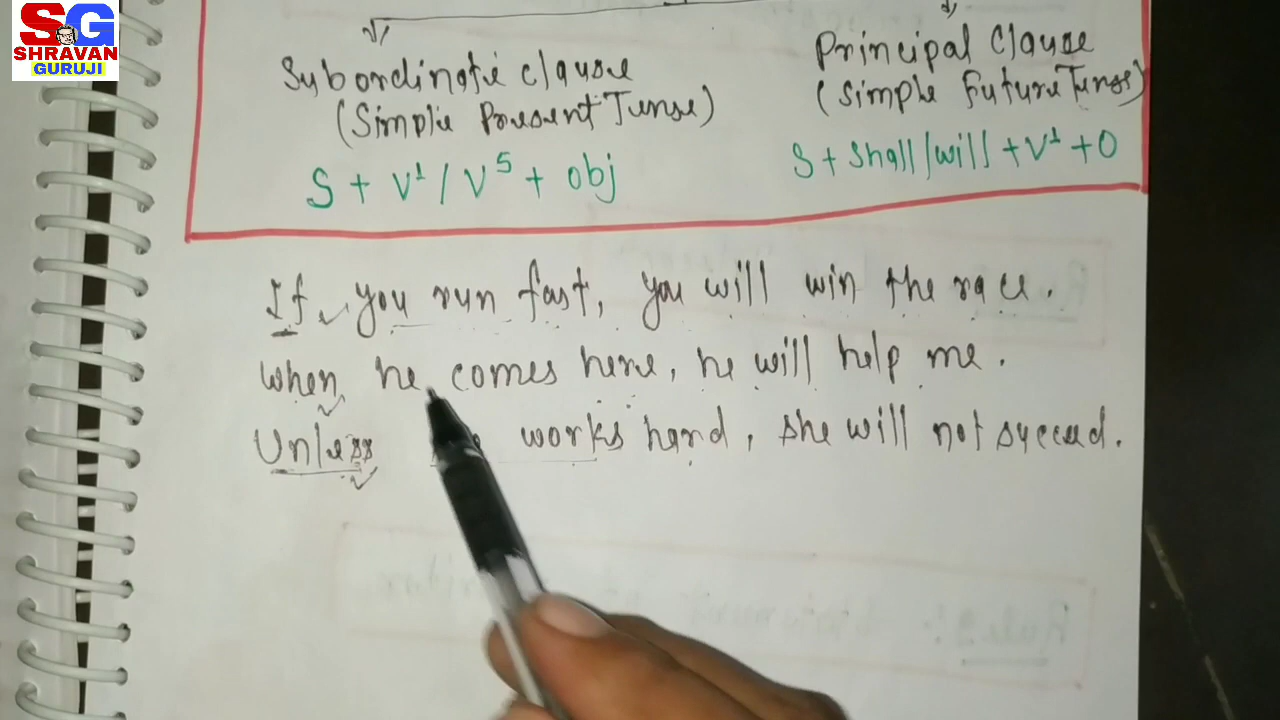 SG
SHRAVAN
GURUJI
Subordinate clause
Principal Clause
(Simple Present Tense)
(Simple Future Tense)
S + V¹ / V⁵ + obj
S + Shall/will + V¹ + O
If you run fast, you will win the race.
when he comes here, he will help me.
Unless works hard, she will not succeed.